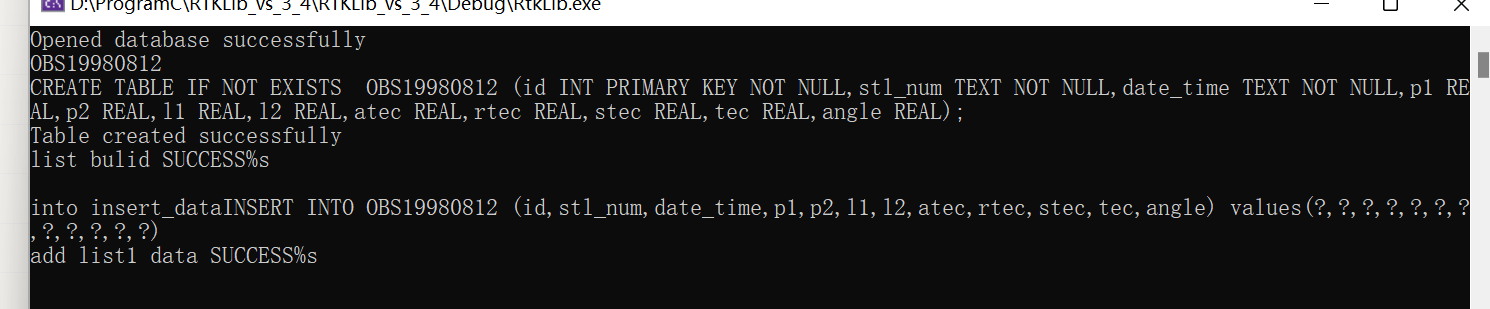 D:\ProgramC\RTKLib_vs_3_4\RTKLib_vs_3_4\Debug\RtkLib.exe
Opened database successfully
OBS19980812
CREATE TABLE IF NOT EXISTS  OBS19980812 (id INT PRIMARY KEY NOT NULL,stl_num TEXT NOT NULL,date_time TEXT NOT NULL,p1 RE
AL,p2 REAL,l1 REAL,l2 REAL,atec REAL,rtec REAL,stec REAL,tec REAL,angle REAL);
Table created successfully
list bulid SUCCESS%s
into insert_dataINSERT INTO OBS19980812 (id,stl_num,date_time,p1,p2,l1,l2,atec,rtec,stec,tec,angle) values(?,?,?,?,?,?,?
,?,?,?,?,?)
add list1 data SUCCESS%s